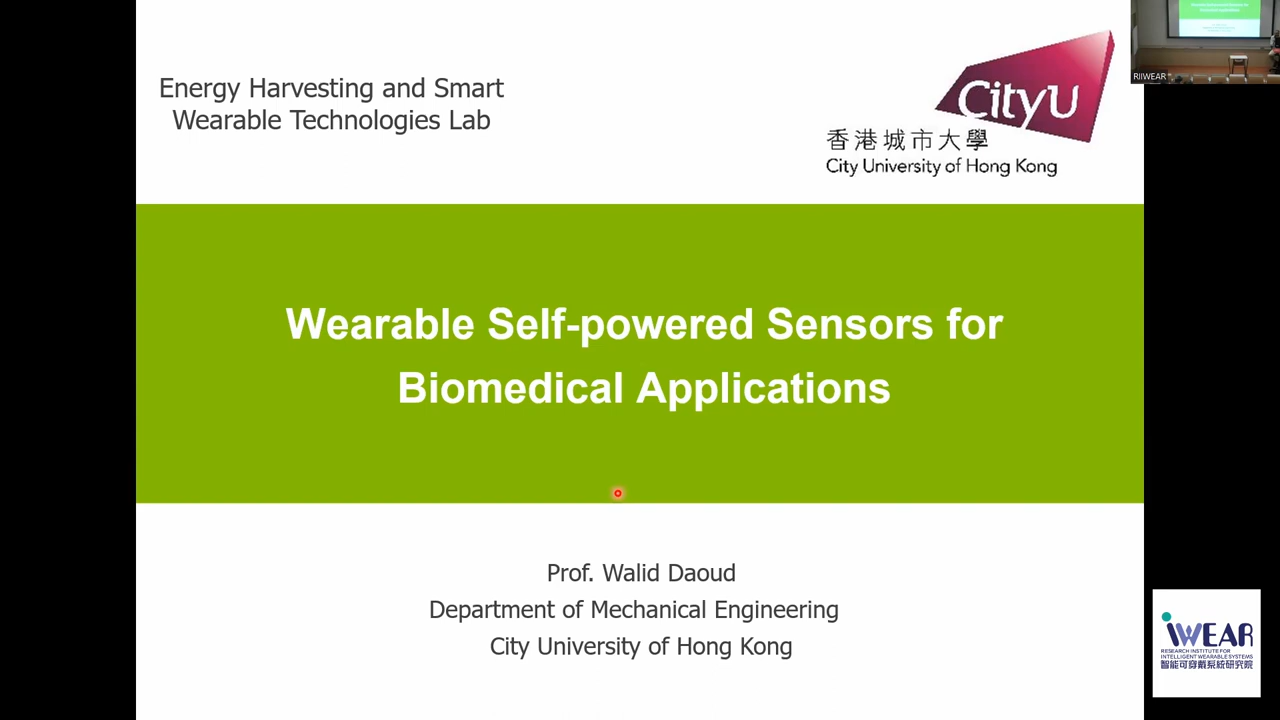 Energy Harvesting and Smart
Wearable Technologies Lab
CityU
香港城市大學
City University of Hong Kong
RIIWEAR
Wearable Self-powered Sensors for
Biomedical Applications
Prof. Walid Daoud
Department of Mechanical Engineering
City University of Hong Kong
iWEAR
RESEARCH INSTITUTE FOR
INTELLIGENT WEARABLE SYSTEMS
智能可穿戴系統研究院